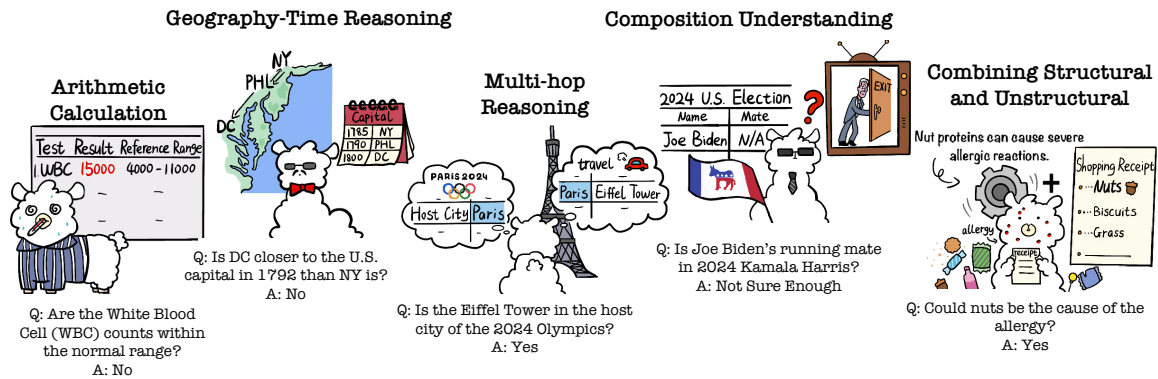 Geography-Time Reasoning
Composition Understanding
Arithmetic
Calculation
Test Result Reference Range
1. WBC 15000 4000-11000
Q: Are the White Blood
Cell (WBC) counts within
the normal range?
A: No
NY
PHL
DC
Capital
1785 NY
1790 PHL
1800 DC
Q: Is DC closer to the U.S.
capital in 1792 than NY is?
A: No
Multi-hop
Reasoning
PARIS2024
Host City Paris
travel
Paris Eiffel Tower
Q: Is the Eiffel Tower in the host
city of the 2024 Olympics?
A: Yes
2024 U.S. Election
Name Mate
Joe Biden N/A
?
EXIT
Q: Is Joe Biden's running mate
in 2024 Kamala Harris?
A: Not Sure Enough
Combining Structural
and Unstructural
Nut proteins can cause severe
allergic reactions.
+
Shopping Receipt
Nuts
Biscuits
Grass
allergy
receipt
Q: Could nuts be the cause of the
allergy?
A: Yes